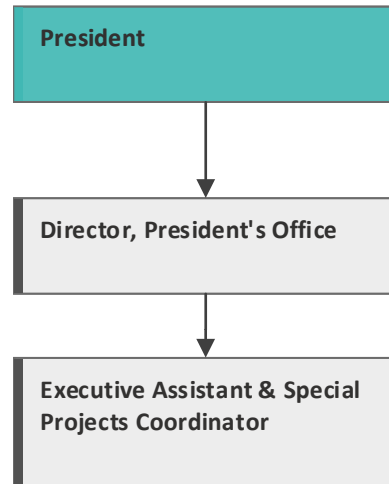 President
Director, President's Office
Executive Assistant & Special
Projects Coordinator